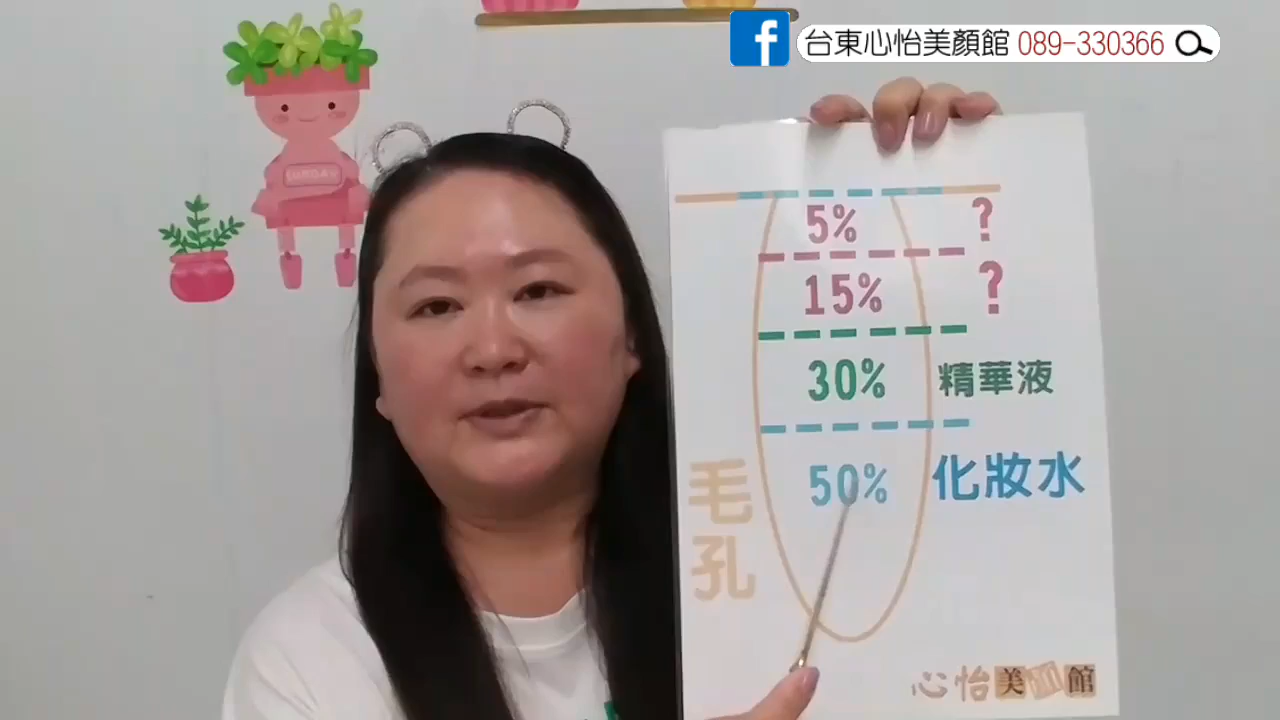 台東心怡美顏館 089-330366
5% ?
15% ?
30% 精華液
50% 化妝水
毛孔
心怡美顏館